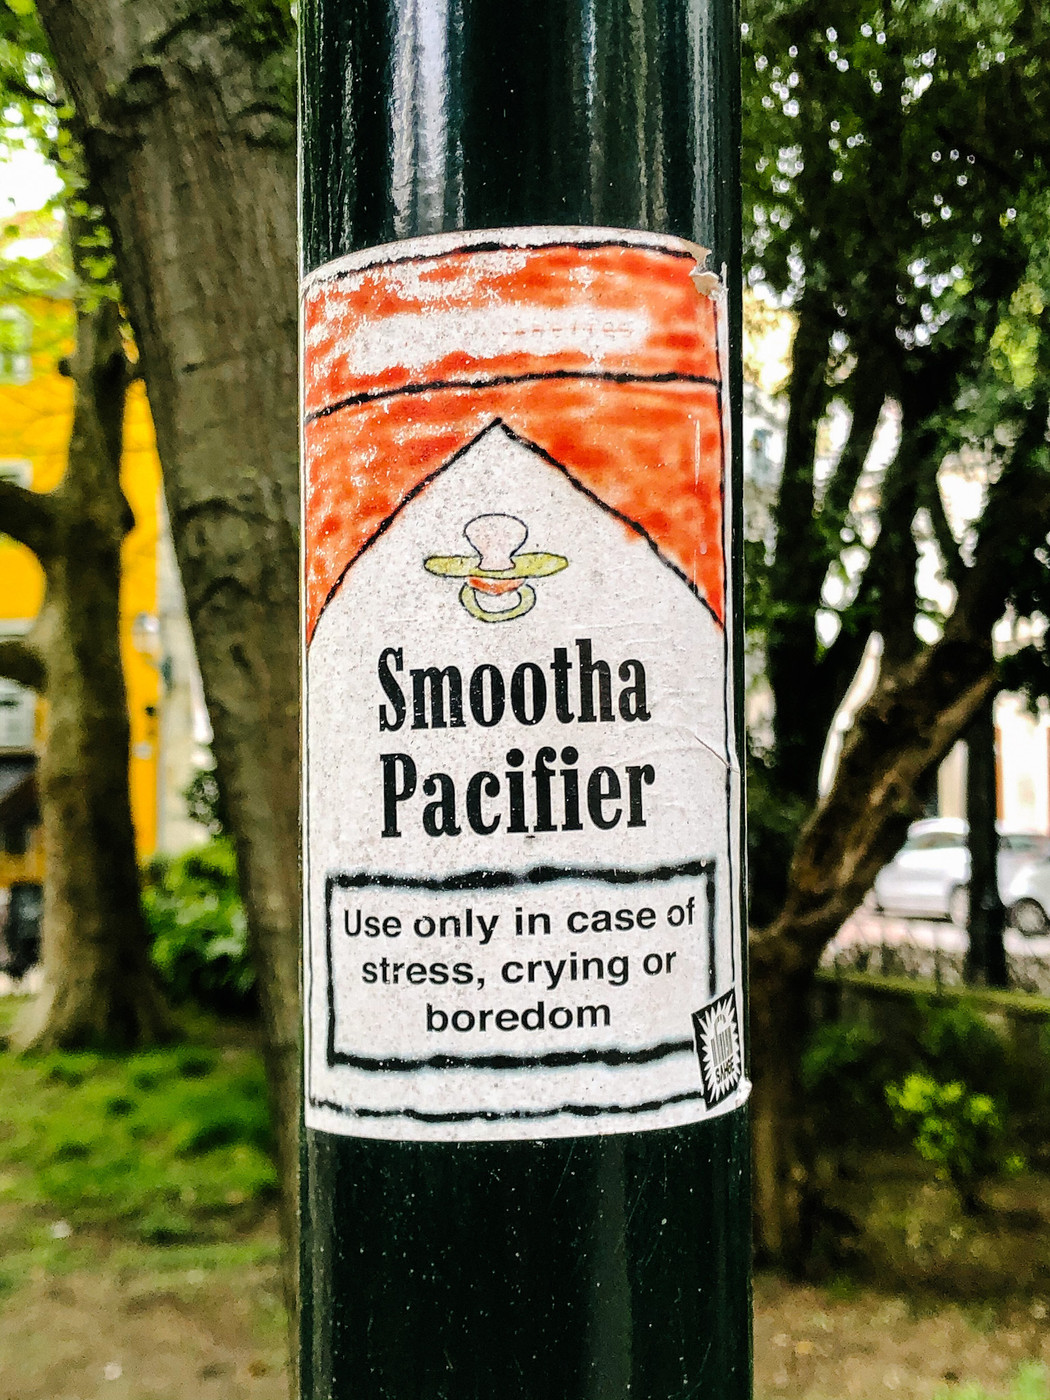 Smootha
Pacifier
Use only in case of
stress, crying or
boredom